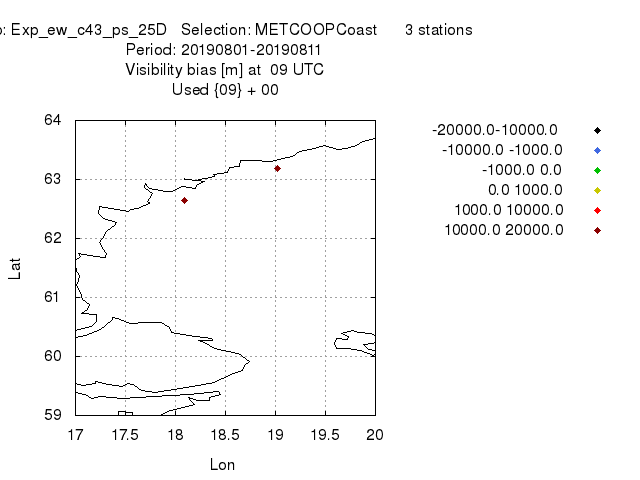 : Exp_ew_c43_ps_25D Selection: METCOOPCoast 3 stations
Period: 20190801-20190811
Visibility bias [m] at 09 UTC
Used {09} + 00
-20000.0-10000.0
-10000.0 -1000.0
-1000.0 0.0
0.0 1000.0
1000.0 10000.0
10000.0 20000.0
64
63
62
61
60
59
Lat
17 17.5 18 18.5 19 19.5 20
Lon